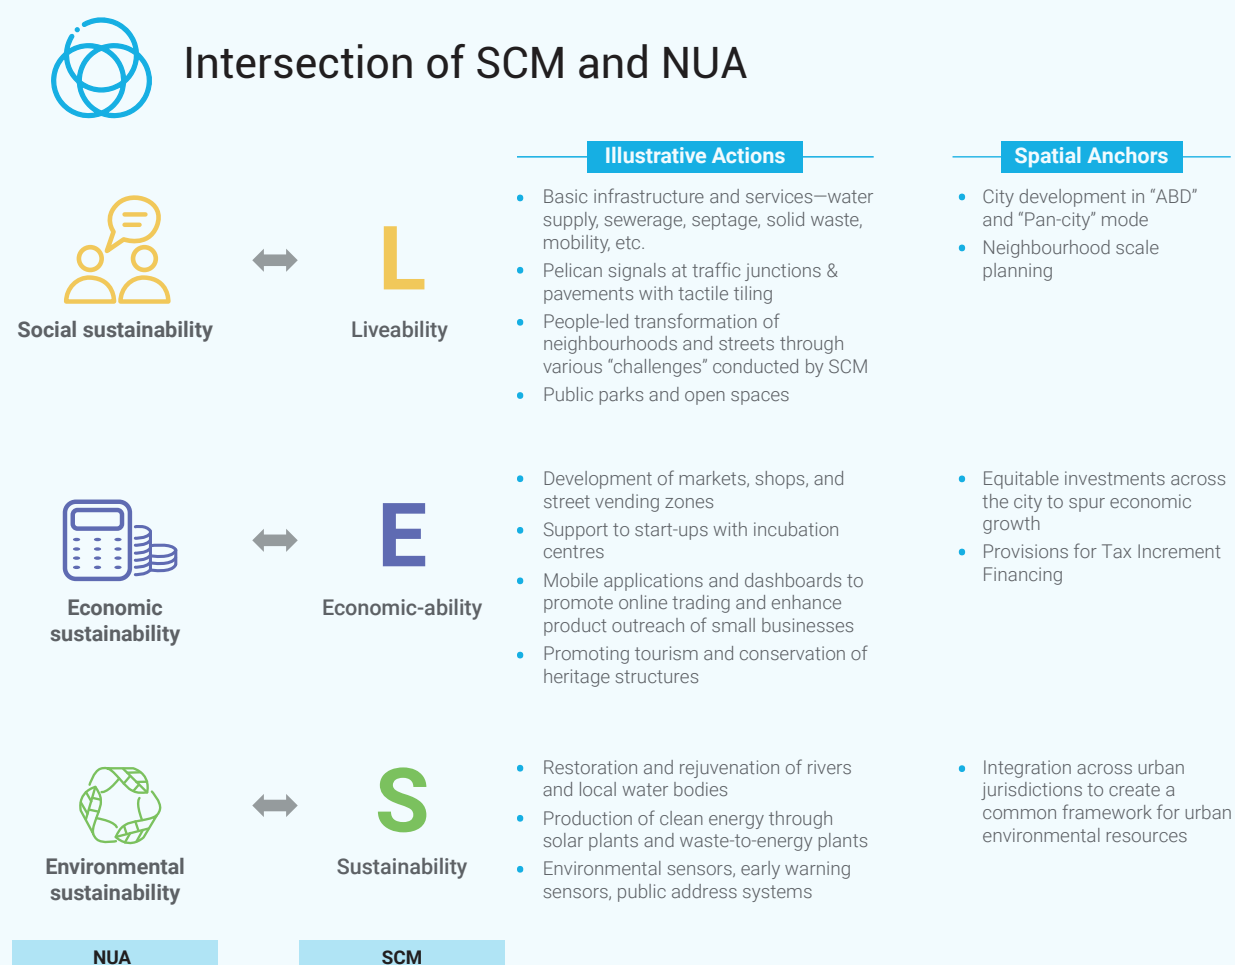 Intersection of SCM and NUA
Illustrative Actions
Spatial Anchors
Social sustainability
L
Liveability
• Basic infrastructure and services—water
supply, sewerage, septage, solid waste,
mobility, etc.
• Pelican signals at traffic junctions &
pavements with tactile tiling
• People-led transformation of
neighbourhoods and streets through
various “challenges” conducted by SCM
• Public parks and open spaces
• City development in “ABD”
and “Pan-city” mode
• Neighbourhood scale
planning
Economic
sustainability
E
Economic-ability
• Development of markets, shops, and
street vending zones
• Support to start-ups with incubation
centres
• Mobile applications and dashboards to
promote online trading and enhance
product outreach of small businesses
• Promoting tourism and conservation of
heritage structures
• Equitable investments across
the city to spur economic
growth
• Provisions for Tax Increment
Financing
Environmental
sustainability
S
Sustainability
• Restoration and rejuvenation of rivers
and local water bodies
• Production of clean energy through
solar plants and waste-to-energy plants
• Environmental sensors, early warning
sensors, public address systems
• Integration across urban
jurisdictions to create a
common framework for urban
environmental resources
NUA
SCM